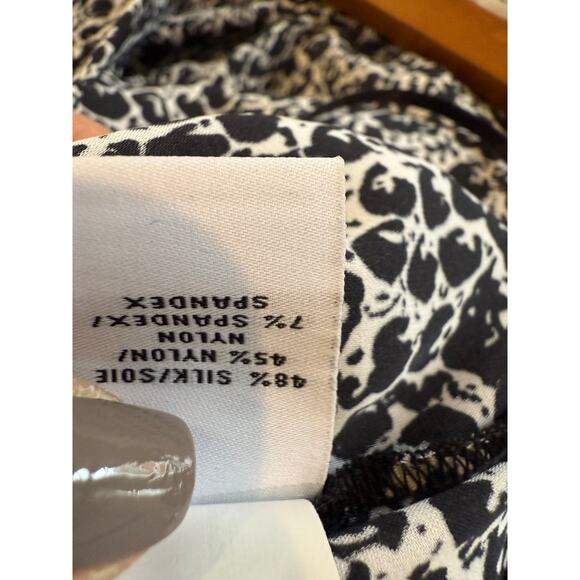 48% SILK/SOIE
45% NYLON/
NYLON
7% SPANDEX/
SPANDEX